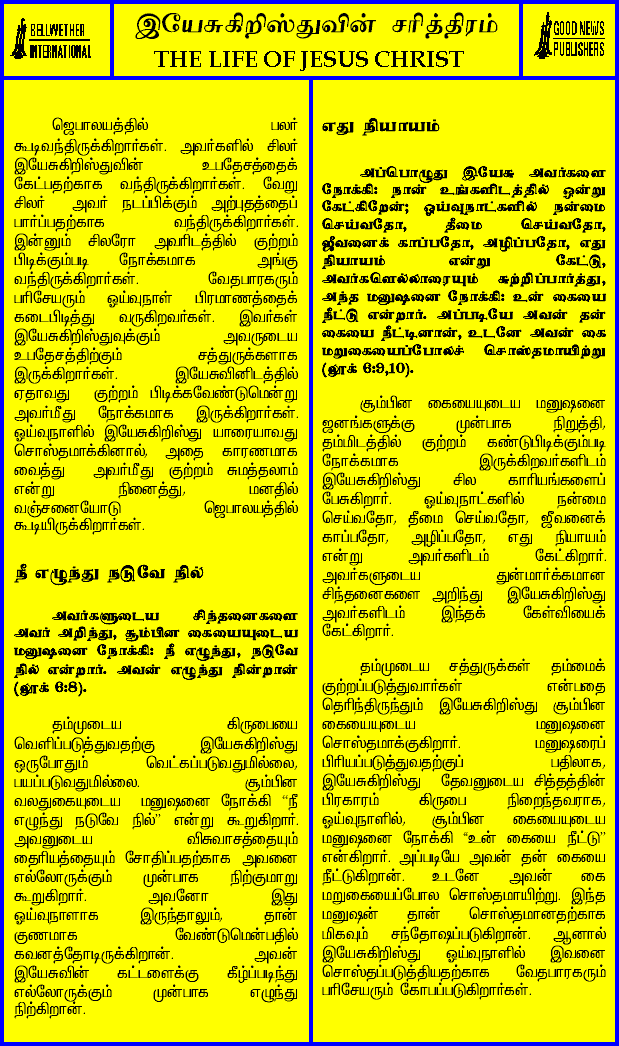 BELLWETHER
INTERNATIONAL
இயேசுகிறிஸ்துவின் சரித்திரம்
THE LIFE OF JESUS CHRIST
GOOD NEWS
PUBLISHERS
ஜெபாலயத்தில் பலர்
கூடிவந்திருக்கிறார்கள். அவர்களில் சிலர்
இயேசுகிறிஸ்துவின் உபதேசத்தைக்
கேட்பதற்காக வந்திருக்கிறார்கள். வேறு
சிலர் அவர் நடப்பிக்கும் அற்புதத்தைப்
பார்ப்பதற்காக வந்திருக்கிறார்கள்.
இன்னும் சிலரோ அவரிடத்தில் குற்றம்
பிடிக்கும்படி நோக்கமாக அங்கு
வந்திருக்கிறார்கள். வேதபாரகரும்
பரிசேயரும் ஓய்வுநாள் பிரமாணத்தைக்
கடைபிடித்து வருகிறவர்கள். இவர்கள்
இயேசுகிறிஸ்துவுக்கும் அவருடைய
உபதேசத்திற்கும் சத்துருக்களாக
இருக்கிறார்கள். இயேசுவினிடத்தில்
ஏதாவது குற்றம் பிடிக்கவேண்டுமென்று
அவர்மீது நோக்கமாக இருக்கிறார்கள்.
ஓய்வுநாளில் இயேசுகிறிஸ்து யாரையாவது
சொஸ்தமாக்கினால், அதை காரணமாக
வைத்து அவர்மீது குற்றம் சுமத்தலாம்
என்று நினைத்து, மனதில்
வஞ்சனையோடு ஜெபாலயத்தில்
கூடியிருக்கிறார்கள்.
நீ எழுந்து நடுவே நில்
அவர்களுடைய சிந்தனைகளை
அவர் அறிந்து, சூம்பின கையையுடைய
மனுஷனை நோக்கி: நீ எழுந்து, நடுவே
நில் என்றார். அவன் எழுந்து நின்றான்
(லூக் 6:8).
தம்முடைய கிருபையை
வெளிப்படுத்துவதற்கு இயேசுகிறிஸ்து
ஒருபோதும் வெட்கப்படுவதுமில்லை,
பயப்படுவதுமில்லை. சூம்பின
வலதுகையுடைய மனுஷனை நோக்கி “நீ
எழுந்து நடுவே நில்” என்று கூறுகிறார்.
அவனுடைய விசுவாசத்தையும்
தைரியத்தையும் சோதிப்பதற்காக அவனை
எல்லோருக்கும் முன்பாக நிற்குமாறு
கூறுகிறார். அவனோ இது
ஓய்வுநாளாக இருந்தாலும், தான்
குணமாக வேண்டுமென்பதில்
கவனத்தோடிருக்கிறான். அவன்
இயேசுவின் கட்டளைக்கு கீழ்ப்படிந்து
எல்லோருக்கும் முன்பாக எழுந்து
நிற்கிறான்.
எது நியாயம்
அப்பொழுது இயேசு அவர்களை
நோக்கி: நான் உங்களிடத்தில் ஒன்று
கேட்கிறேன்; ஓய்வுநாட்களில் நன்மை
செய்வதோ, தீமை செய்வதோ,
ஜீவனைக் காப்பதோ, அழிப்பதோ, எது
நியாயம் என்று கேட்டு,
அவர்களெல்லாரையும் சுற்றிப்பார்த்து,
அந்த மனுஷனை நோக்கி: உன் கையை
நீட்டு என்றார். அப்படியே அவன் தன்
கையை நீட்டினான், உடனே அவன் கை
மறுகையைப்போலச் சொஸ்தமாயிற்று
(லூக் 6:9,10).
சூம்பின கையையுடைய மனுஷனை
ஜனங்களுக்கு முன்பாக நிறுத்தி,
தம்மிடத்தில் குற்றம் கண்டுபிடிக்கும்படி
நோக்கமாக இருக்கிறவர்களிடம்
இயேசுகிறிஸ்து சில காரியங்களைப்
பேசுகிறார். ஓய்வுநாட்களில் நன்மை
செய்வதோ, தீமை செய்வதோ, ஜீவனைக்
காப்பதோ, அழிப்பதோ, எது நியாயம்
என்று அவர்களிடம் கேட்கிறார்.
அவர்களுடைய துன்மார்க்கமான
சிந்தனைகளை அறிந்து இயேசுகிறிஸ்து
அவர்களிடம் இந்தக் கேள்வியைக்
கேட்கிறார்.
தம்முடைய சத்துருக்கள் தம்மைக்
குற்றப்படுத்துவார்கள் என்பதை
தெரிந்திருந்தும் இயேசுகிறிஸ்து சூம்பின
கையையுடைய மனுஷனை
சொஸ்தமாக்குகிறார். மனுஷரைப்
பிரியப்படுத்துவதற்குப் பதிலாக,
இயேசுகிறிஸ்து தேவனுடைய சித்தத்தின்
பிரகாரம் கிருபை நிறைந்தவராக,
ஓய்வுநாளில், சூம்பின கையையுடைய
மனுஷனை நோக்கி “உன் கையை நீட்டு”
என்கிறார். அப்படியே அவன் தன் கையை
நீட்டுகிறான். உடனே அவன் கை
மறுகையைப்போல சொஸ்தமாயிற்று. இந்த
மனுஷன் தான் சொஸ்தமானதற்காக
மிகவும் சந்தோஷப்படுகிறான். ஆனால்
இயேசுகிறிஸ்து ஓய்வுநாளில் இவனை
சொஸ்தப்படுத்தியதற்காக வேதபாரகரும்
பரிசேயரும் கோபப்படுகிறார்கள்.